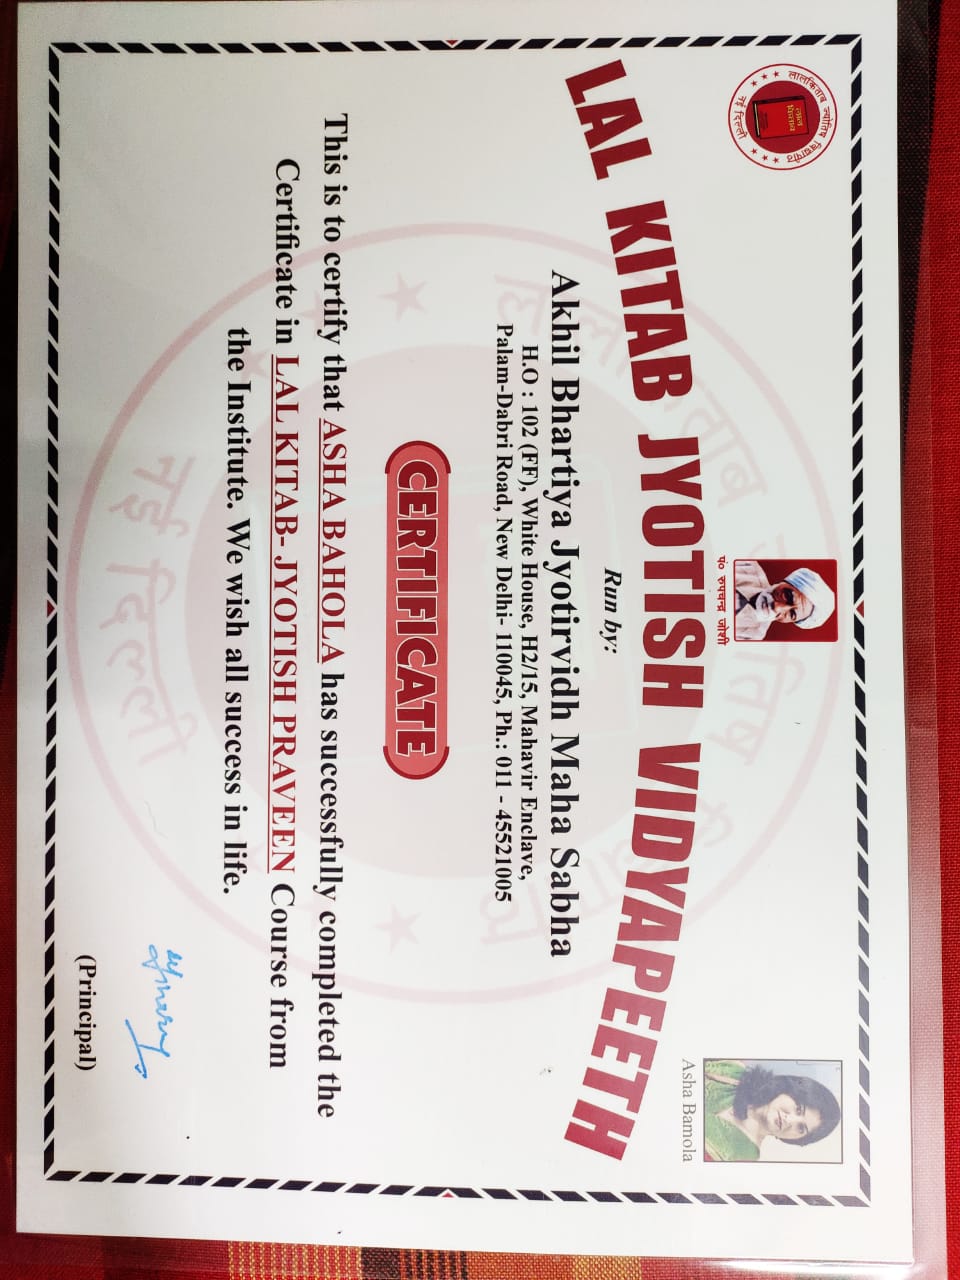 लालकिताब ज्योतिष विद्यापीठ
लाल
किताब
नई दिल्ली
पं० रुपचन्द्र जोशी
Asha Bamola
LAL KITAB JYOTISH VIDYAPEETH
Run by:
Akhil Bhartiya Jyotirvidh Maha Sabha
H.O : 102 (FF), White House, H2/15, Mahavir Enclave,
Palam-Dabri Road, New Delhi- 110045, Ph.: 011 - 45521005
CERTIFICATE
This is to certify that ASHA BAHOLA has successfully completed the
Certificate in LAL KITAB- JYOTISH PRAVEEN Course from
the Institute. We wish all success in life.
नई दिल्ली
(Principal)